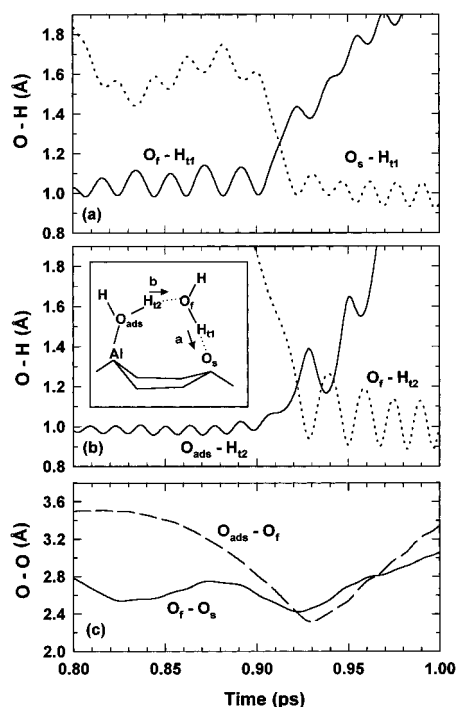 1.8
1.6
1.4
1.2
1.0
0.8
O - H (Å)
Of - Ht1
Os - Ht1
(a)
1.8
1.6
1.4
1.2
1.0
0.8
O - H (Å)
H
b
H
Ht2
Of
Oads
Ht1
a
Al
Os
Of - Ht2
Oads - Ht2
(b)
3.6
3.2
2.8
2.4
2.0
O - O (Å)
Oads - Of
Of - Os
(c)
0.80
0.85
0.90
0.95
1.00
Time (ps)